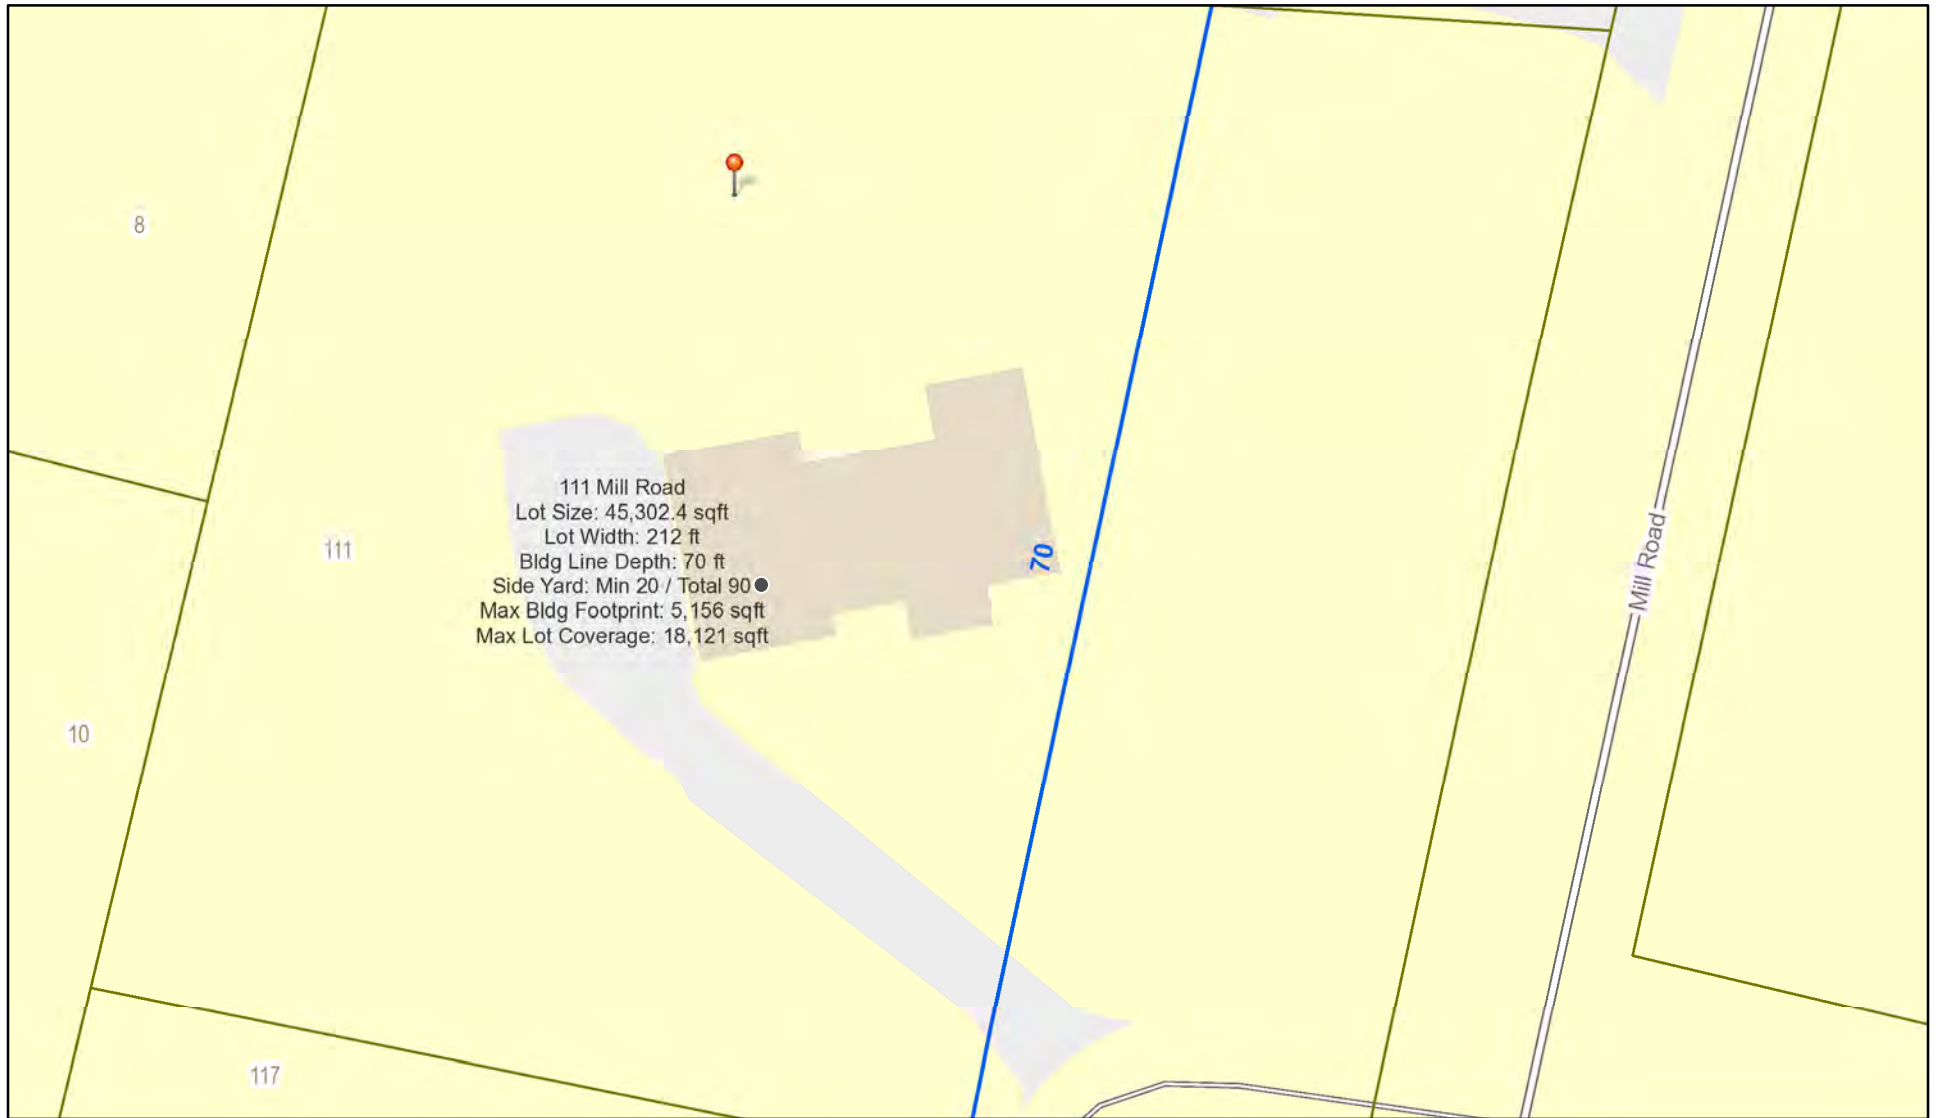 8
111 Mill Road
Lot Size: 45,302.4 sqft
Lot Width: 212 ft
Bldg Line Depth: 70 ft
Side Yard: Min 20 / Total 90
Max Bldg Footprint: 5,156 sqft
Max Lot Coverage: 18,121 sqft
111
70
Mill Road
10
117